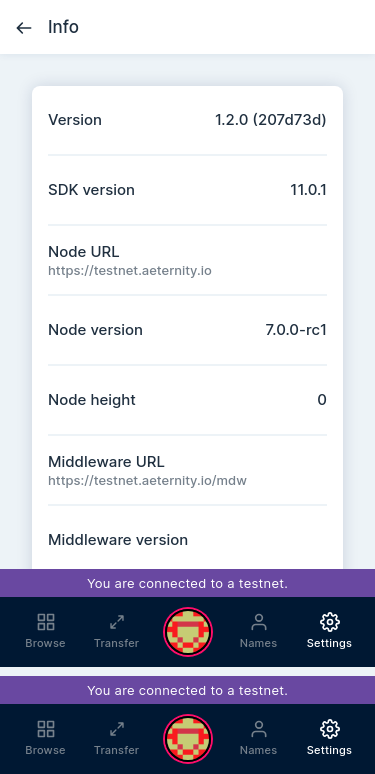 Info
Version 1.2.0 (207d73d)
SDK version 11.0.1
Node URL
https://testnet.aeternity.io
Node version 7.0.0-rc1
Node height 0
Middleware URL
https://testnet.aeternity.io/mdw
Middleware version
You are connected to a testnet.
Browse Transfer Names Settings
You are connected to a testnet.
Browse Transfer Names Settings